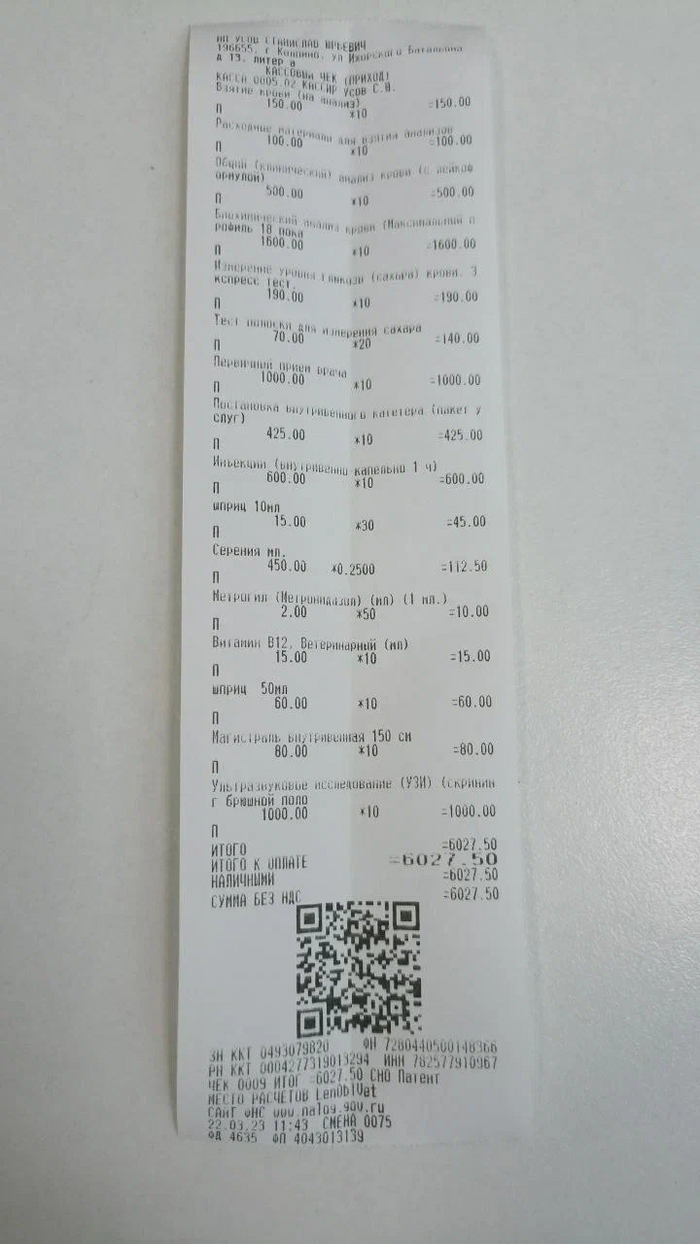 ИП УСОВ СТАНИСЛАВ ЮРЬЕВИЧ
196655, г Колпино, ул Ижорского Батальона
д 13, литер а
КАССОВЫЙ ЧЕК (ПРИХОД)
КАССА 0005.02 КАССИР Усов С.В.
Взятие крови (на анализ)
150.00 *10 =150.00
П
Расходные материалы для взятия анализов
100.00 *10 =100.00
П
Общий (клинический) анализ крови (с лейкоф
ормулой)
500.00 *10 =500.00
П
Биохимический анализ крови (Максимальный п
рофиль 18 пока
1600.00 *10 =1600.00
П
Измерение уровня глюкозы (сахара) крови. Э
кспресс тест.
190.00 *10 =190.00
П
Тест полоски для измерения сахара
70.00 *20 =140.00
П
Первичный прием врача
1000.00 *10 =1000.00
П
Постановка внутривенного катетера (пакет у
слуг)
425.00 *10 =425.00
П
Инъекции (внутривенно капельно 1 ч)
600.00 *10 =600.00
П
шприц 10мл
15.00 *30 =45.00
П
Серения мл.
450.00 *0.2500 =112.50
П
Метрогил (Метронидазол) (мл) (1 мл.)
2.00 *50 =10.00
П
Витамин В12, Ветеринарный (мл)
15.00 *10 =15.00
П
шприц 50мл
60.00 *10 =60.00
П
Магистраль внутривенная 150 см
80.00 *10 =80.00
П
Ультразвуковое исследование (УЗИ) (скринин
г брюшной поло
1000.00 *10 =1000.00
П
ИТОГО =6027.50
ИТОГО К ОПЛАТЕ =6027.50
НАЛИЧНЫМИ =6027.50
СУММА БЕЗ НДС =6027.50
ЗН ККТ 0493079820 ФН 7280440500148366
РН ККТ 0004277319013294 ИНН 782577910967
ЧЕК 0009 ИТОГ =6027.50 СНО Патент
МЕСТО РАСЧЕТОВ LenOblVet
САЙТ ФНС www.nalog.gov.ru
22.03.23 11:43 СМЕНА 0075
ФД 4635 ФП 4043013139